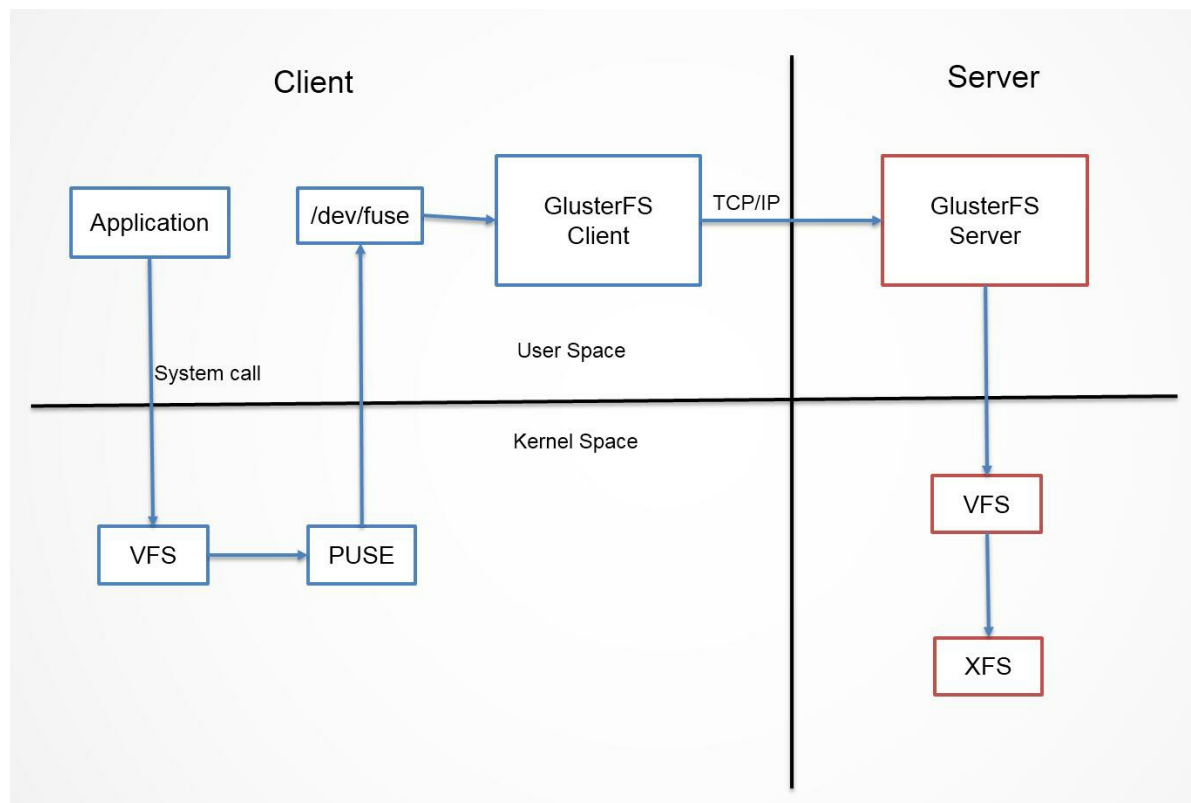 Client
Server
Application
/dev/fuse
GlusterFS
Client
TCP/IP
GlusterFS
Server
User Space
System call
Kernel Space
VFS
PUSE
VFS
XFS